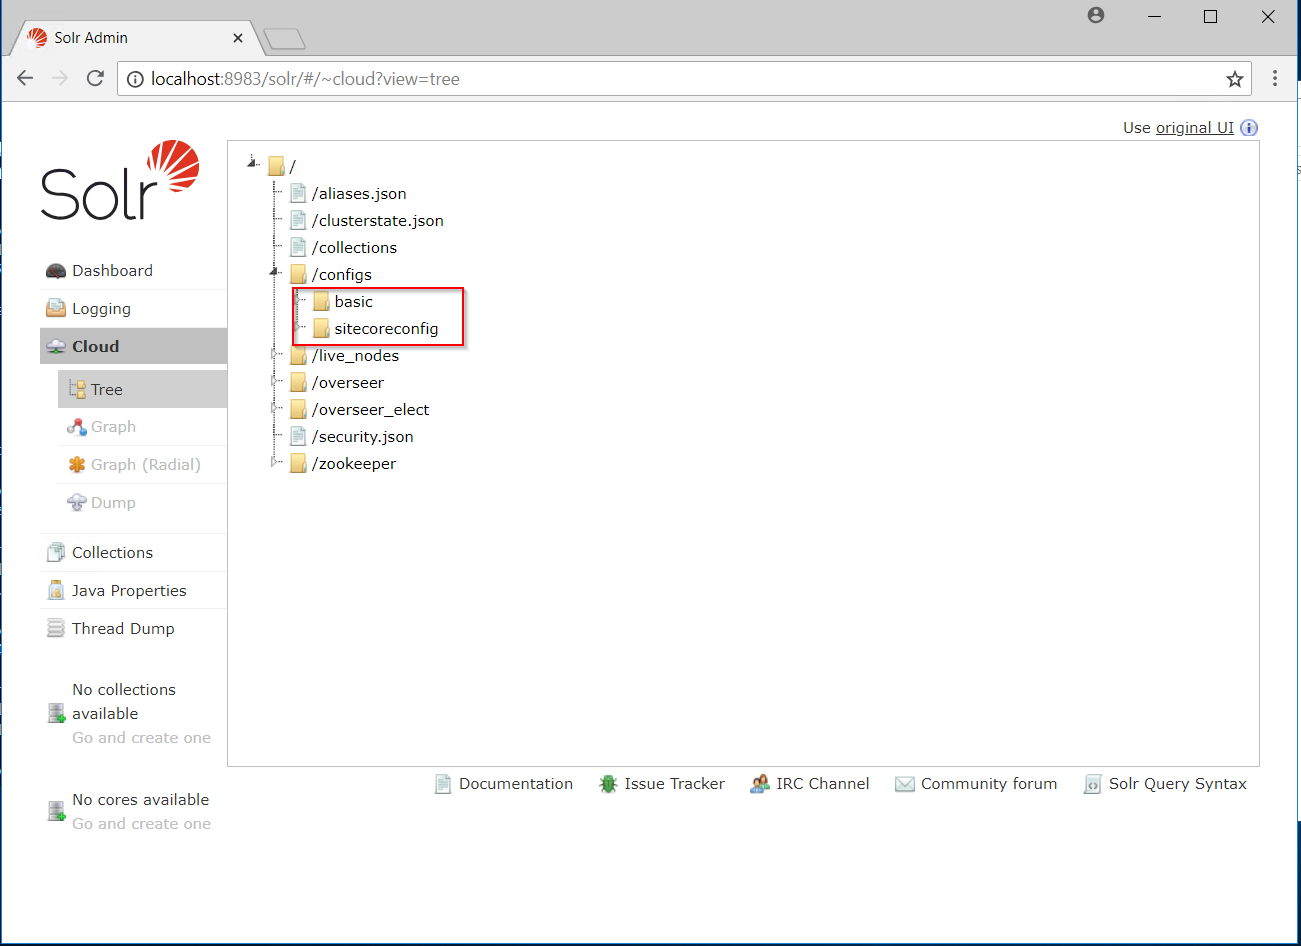 Solr Admin
localhost:8983/solr/#/~cloud?view=tree
Use original UI
Solr
/
/aliases.json
/clusterstate.json
/collections
/configs
basic
sitecoreconfig
/live_nodes
/overseer
/overseer_elect
/security.json
/zookeeper
Dashboard
Logging
Cloud
Tree
Graph
Graph (Radial)
Dump
Collections
Java Properties
Thread Dump
No collections
available
Go and create one
No cores available
Go and create one
Documentation
Issue Tracker
IRC Channel
Community forum
Solr Query Syntax